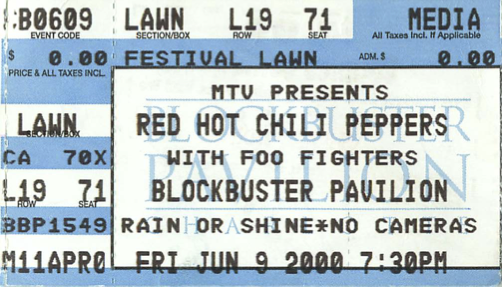 CB0609 LAWN L19 71 MEDIA
EVENT CODE SECTION/BOX ROW SEAT All Taxes Incl. If Applicable
$ 0.00 FESTIVAL LAWN ADM. $ 0.00
PRICE & ALL TAXES INCL.
MTV PRESENTS
LAWN RED HOT CHILI PEPPERS
SECTION/BOX
CA 70X WITH FOO FIGHTERS
L19 71 BLOCKBUSTER PAVILION
ROW SEAT
BBP1549 RAIN OR SHINE*NO CAMERAS
M11APR0 FRI JUN 9 2000 7:30PM
BLOCKBUSTER
PAVILION